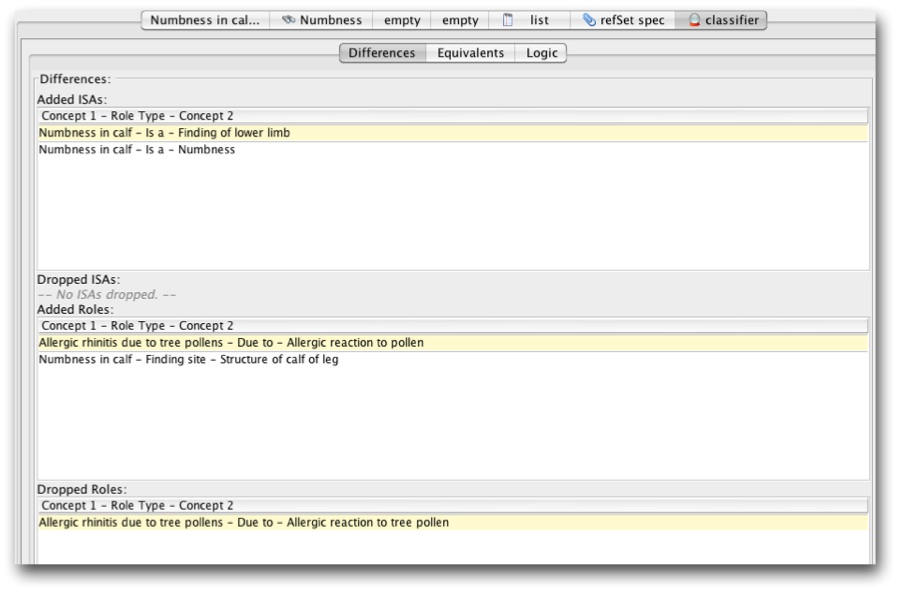 Numbness in cal... Numbness empty empty list refSet spec classifier
Differences Equivalents Logic
Differences:
Added ISAs:
Concept 1 - Role Type - Concept 2
Numbness in calf - Is a - Finding of lower limb
Numbness in calf - Is a - Numbness
Dropped ISAs:
-- No ISAs dropped. --
Added Roles:
Concept 1 - Role Type - Concept 2
Allergic rhinitis due to tree pollens - Due to - Allergic reaction to pollen
Numbness in calf - Finding site - Structure of calf of leg
Dropped Roles:
Concept 1 - Role Type - Concept 2
Allergic rhinitis due to tree pollens - Due to - Allergic reaction to tree pollen